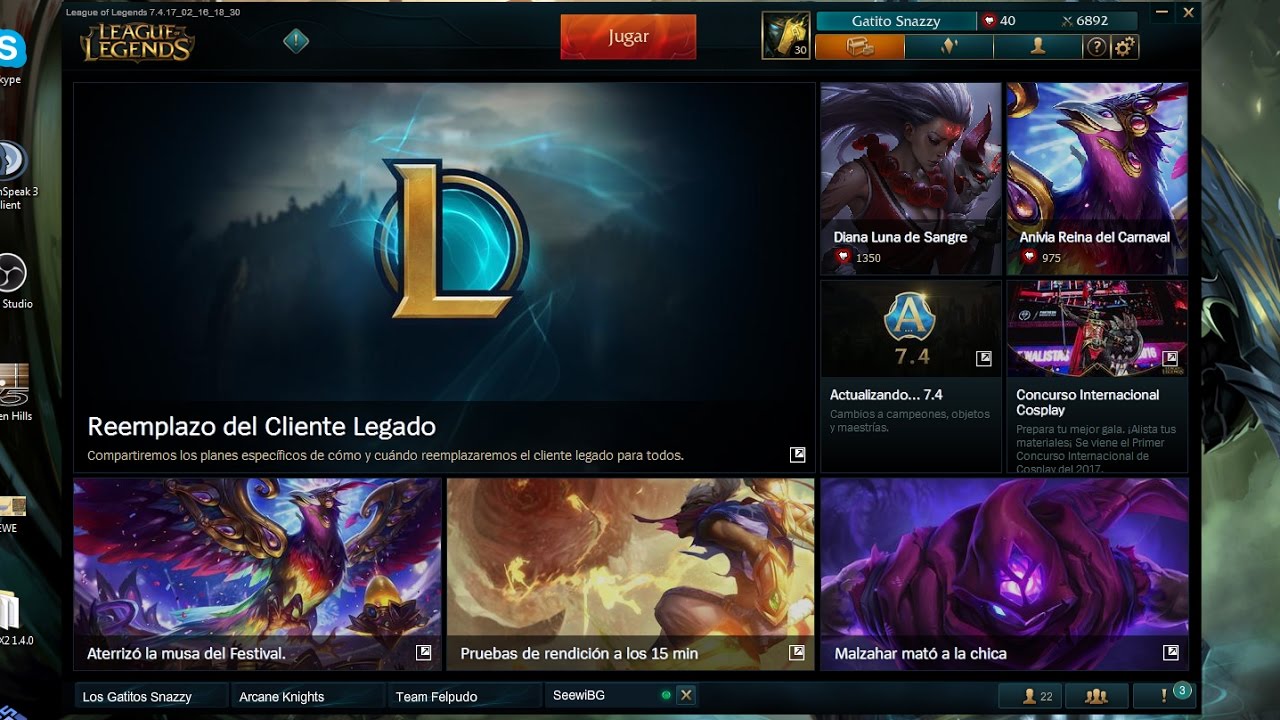 League of Legends 7.4.17_02_16_18_30
LEAGUE OF
LEGENDS
Jugar
30
Gatito Snazzy
40
6892
?
Diana Luna de Sangre
1350
Anivia Reina del Carnaval
975
Reemplazo del Cliente Legado
Compartiremos los planes específicos de cómo y cuándo reemplazaremos el cliente legado para todos.
7.4
Actualizando... 7.4
Cambios a campeones, objetos
y maestrías.
Concurso Internacional
Cosplay
Prepara tu mejor gala. ¡Alista tus
materiales¡ Se viene el Primer
Concurso Internacional de
Cosplay del 2017.
Aterrizó la musa del Festival.
Pruebas de rendición a los 15 min
Malzahar mató a la chica
Los Gatitos Snazzy
Arcane Knights
Team Felpudo
SeewiBG
22
3
S
kype
nSpeak 3
lient
Studio
en Hills
EWE
X2 1.4.0